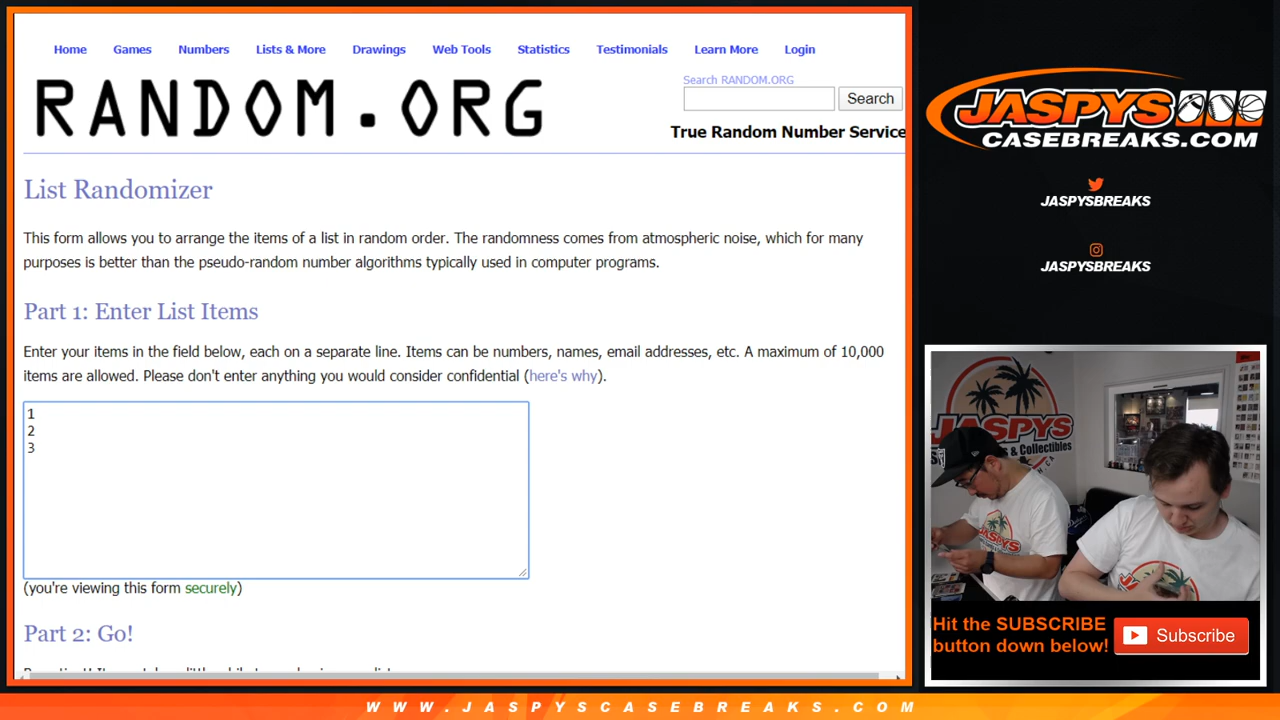 Home Games Numbers Lists & More Drawings Web Tools Statistics Testimonials Learn More Login
RANDOM.ORG
Search RANDOM.ORG
Search
True Random Number Service
List Randomizer
This form allows you to arrange the items of a list in random order. The randomness comes from atmospheric noise, which for many
purposes is better than the pseudo-random number algorithms typically used in computer programs.
Part 1: Enter List Items
Enter your items in the field below, each on a separate line. Items can be numbers, names, email addresses, etc. A maximum of 10,000
items are allowed. Please don't enter anything you would consider confidential (here's why).
1
2
3
(you're viewing this form securely)
Part 2: Go!
JASPYS
CASEBREAKS.COM
JASPYSBREAKS
JASPYSBREAKS
JASPYS
& Collectibles
Hit the SUBSCRIBE
button down below!
Subscribe
WWW.JASPYSCASEBREAKS.COM